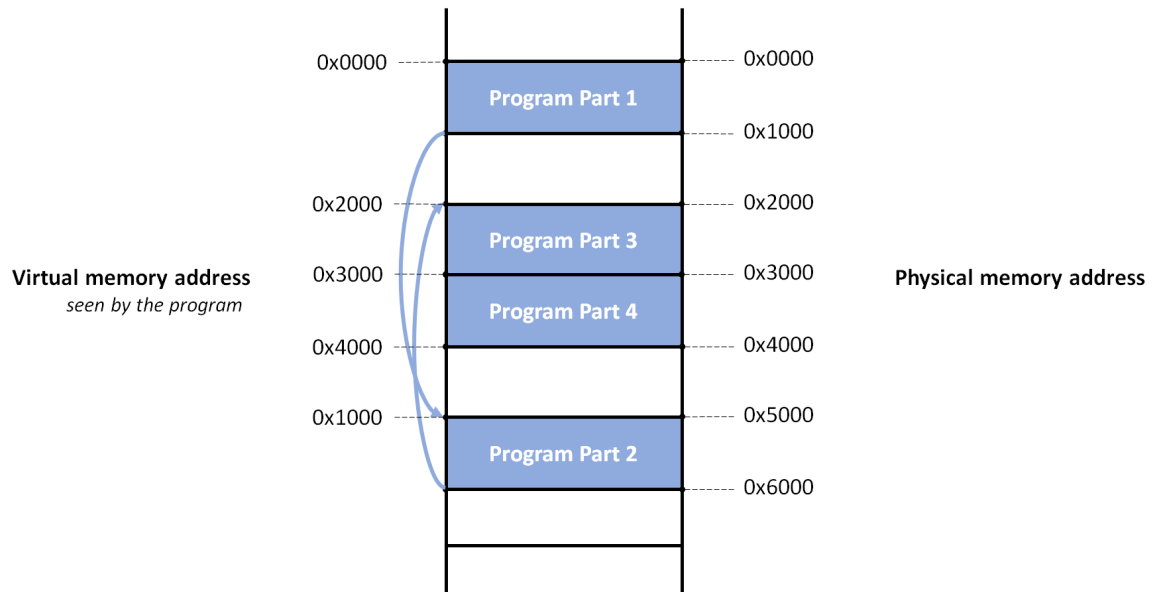 0x0000
0x0000
Program Part 1
0x1000
0x2000
0x2000
Program Part 3
Virtual memory address
seen by the program
0x3000
0x3000
Physical memory address
Program Part 4
0x4000
0x4000
0x1000
0x5000
Program Part 2
0x6000